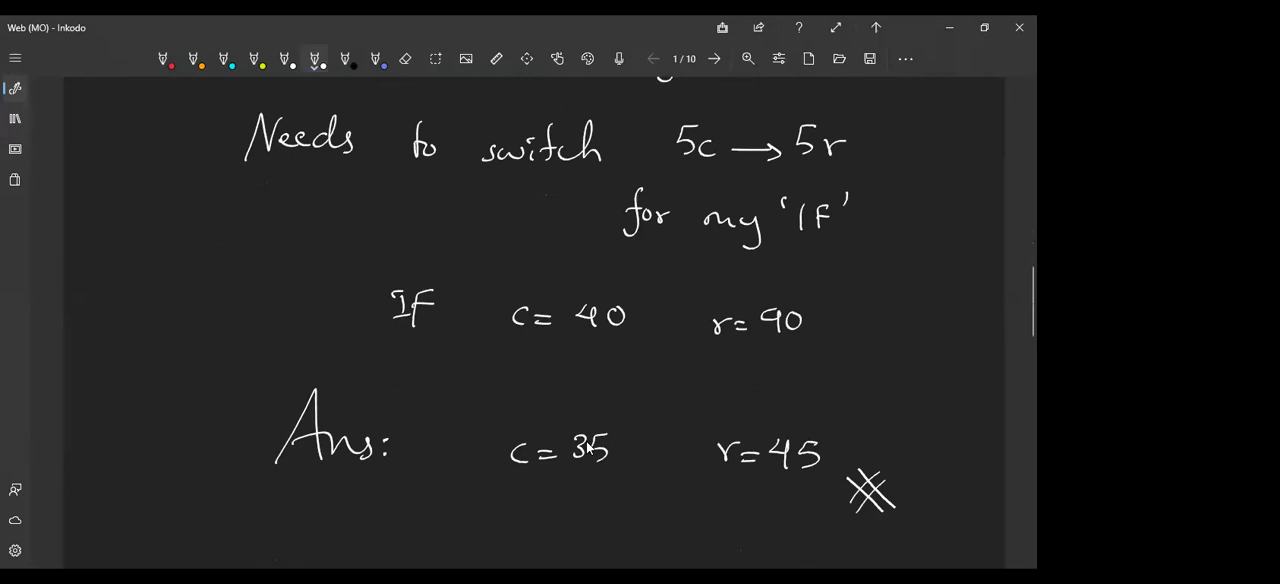 Web (MO) - Inkodo
1 / 10
Needs to switch 5c → 5r
for my 'IF'
IF c = 40 r = 90
Ans: c = 35 r = 45